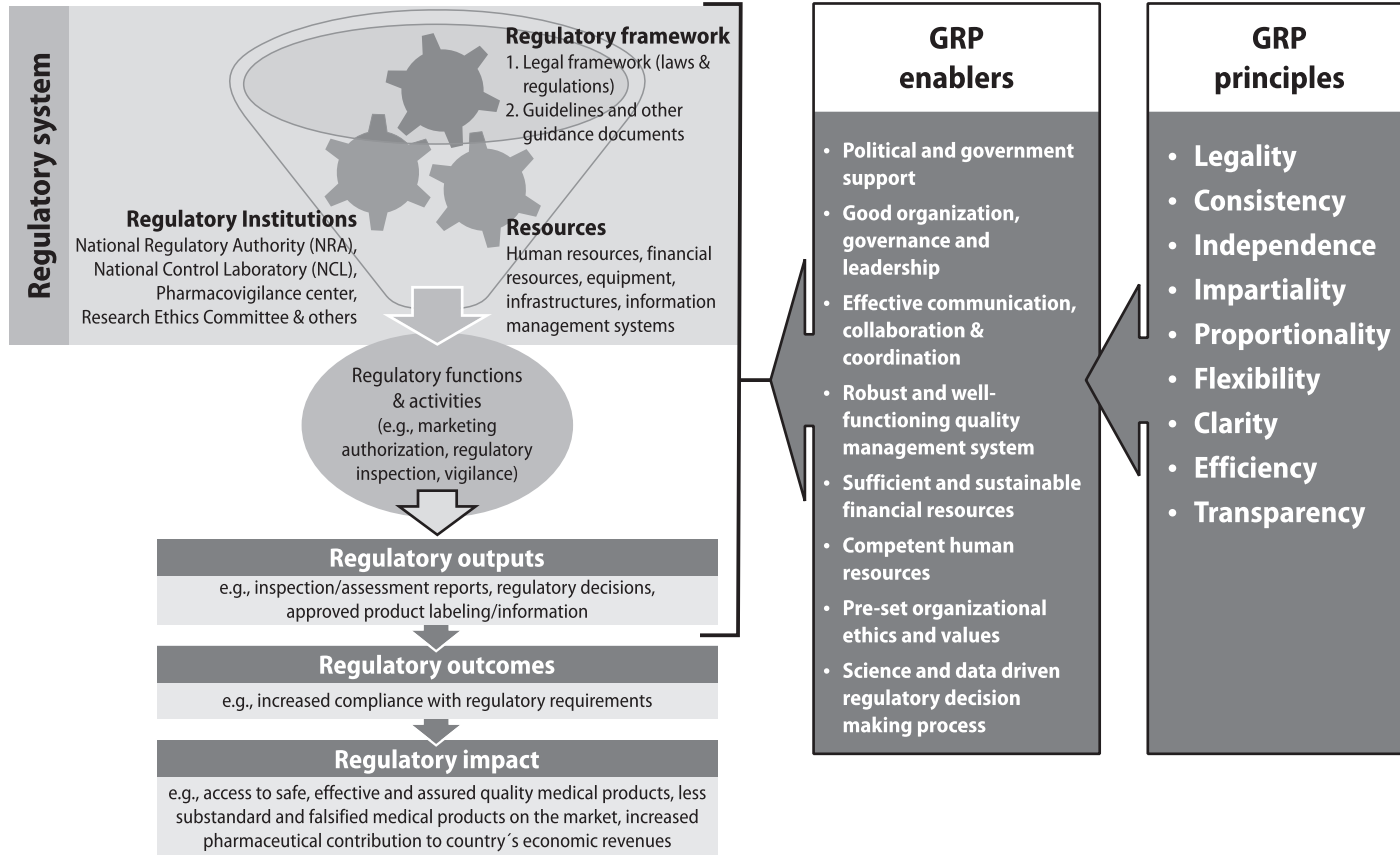 Regulatory system
Regulatory framework
1. Legal framework (laws &
regulations)
2. Guidelines and other
guidance documents
Regulatory Institutions
National Regulatory Authority (NRA),
National Control Laboratory (NCL),
Pharmacovigilance center,
Research Ethics Committee & others
Resources
Human resources, financial
resources, equipment,
infrastructures, information
management systems
Regulatory functions
& activities
(e.g., marketing
authorization, regulatory
inspection, vigilance)
Regulatory outputs
e.g., inspection/assessment reports, regulatory decisions,
approved product labeling/information
Regulatory outcomes
e.g., increased compliance with regulatory requirements
Regulatory impact
e.g., access to safe, effective and assured quality medical products, less
substandard and falsified medical products on the market, increased
pharmaceutical contribution to country´s economic revenues
GRP
enablers
• Political and government
support
• Good organization,
governance and
leadership
• Effective communication,
collaboration &
coordination
• Robust and well-
functioning quality
management system
• Sufficient and sustainable
financial resources
• Competent human
resources
• Pre-set organizational
ethics and values
• Science and data driven
regulatory decision
making process
GRP
principles
• Legality
• Consistency
• Independence
• Impartiality
• Proportionality
• Flexibility
• Clarity
• Efficiency
• Transparency